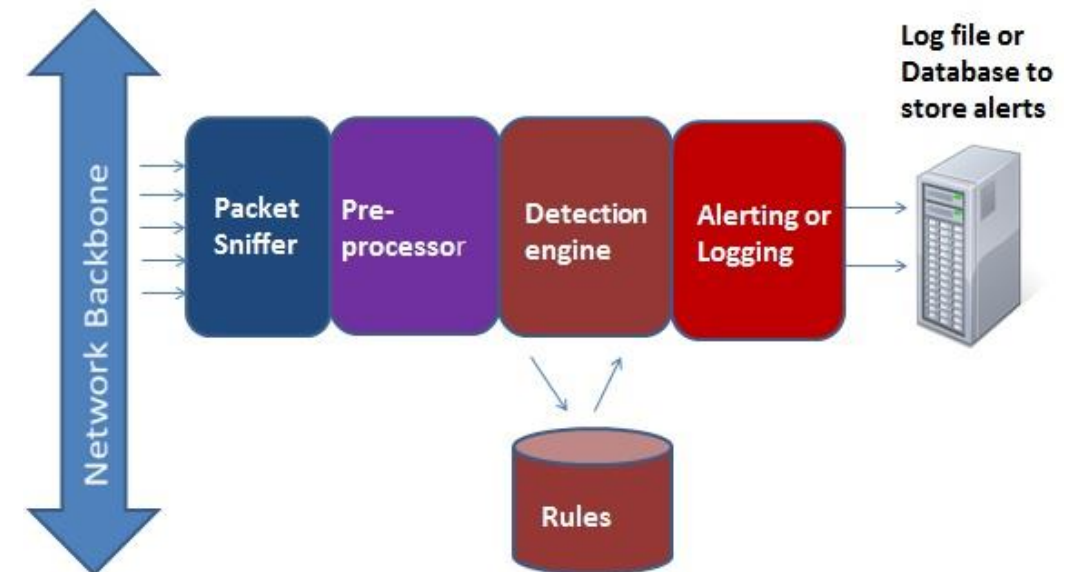 Network Backbone
Packet
Sniffer
Pre-
processor
Detection
engine
Alerting or
Logging
Log file or
Database to
store alerts
Rules